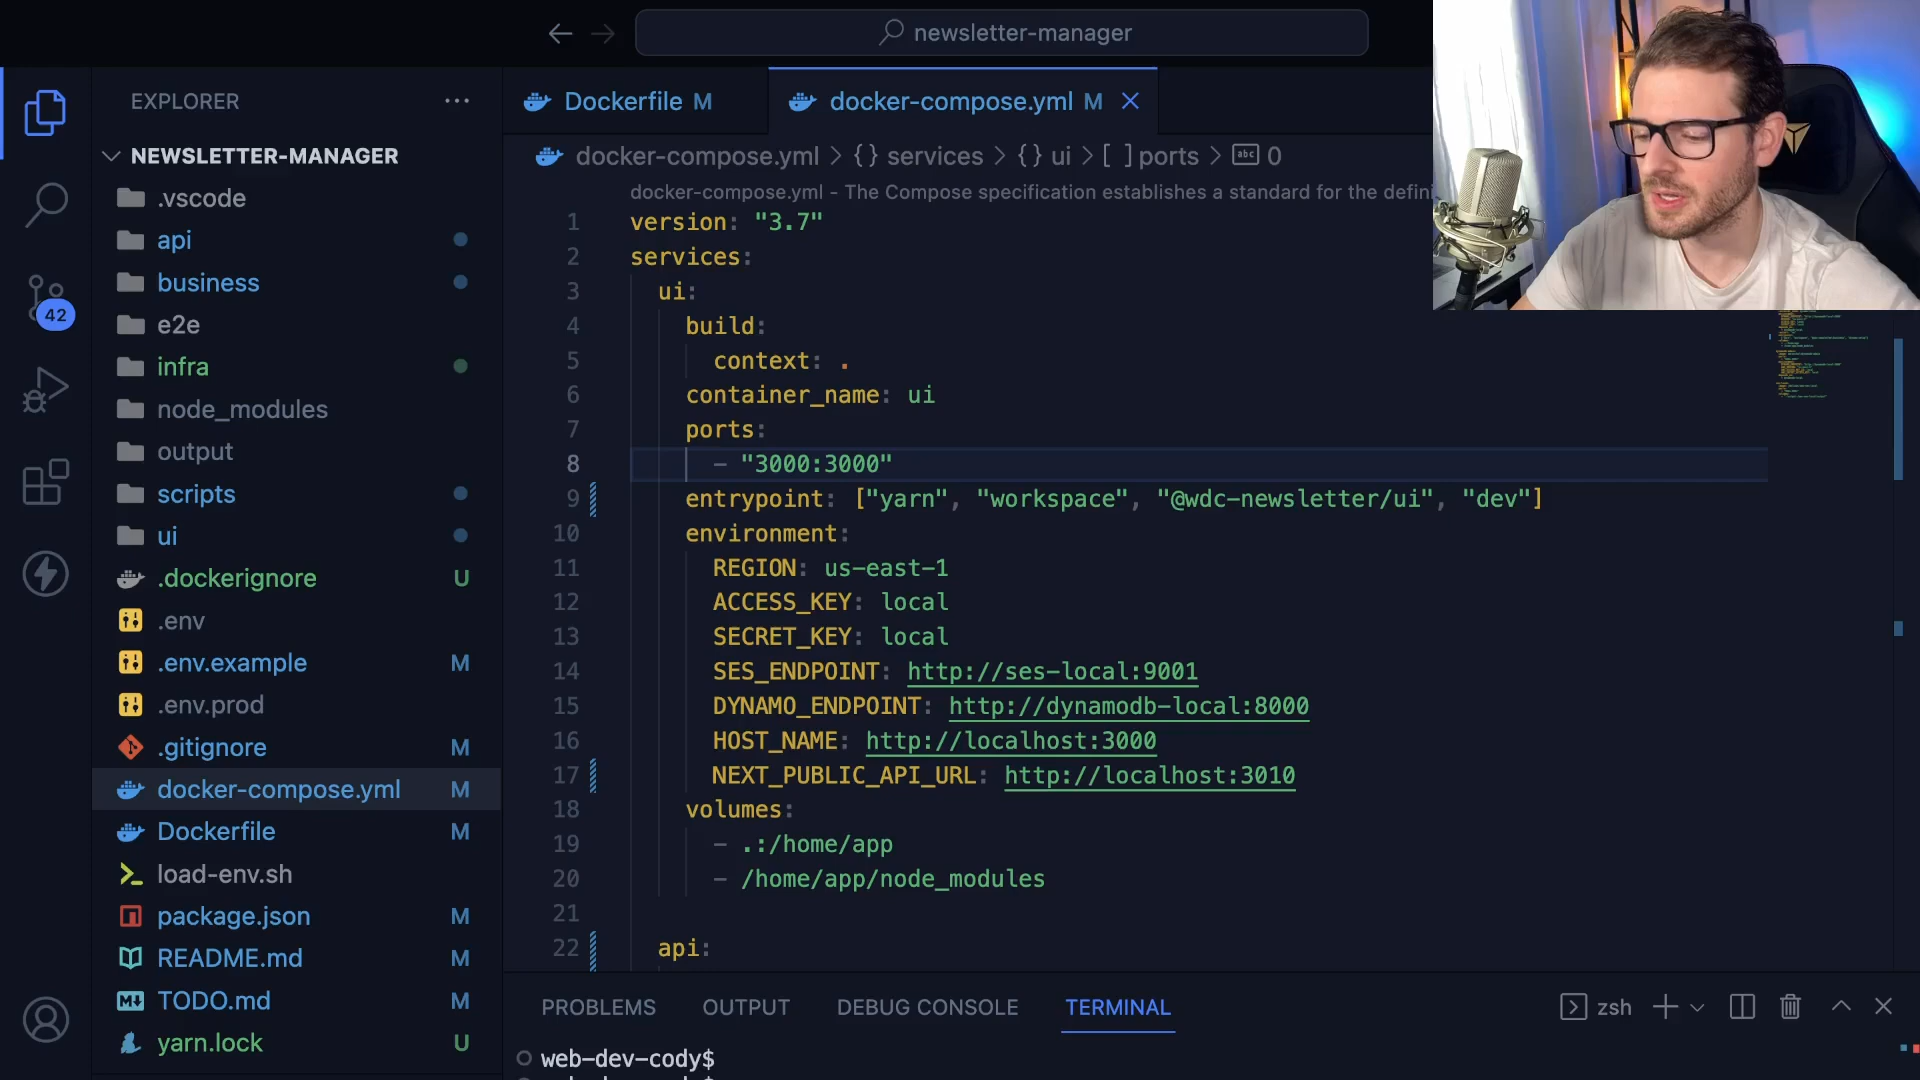 newsletter-manager
EXPLORER
Dockerfile M
docker-compose.yml M
NEWSLETTER-MANAGER
docker-compose.yml > {} services > {} ui > [ ] ports > abc 0
docker-compose.yml - The Compose specification establishes a standard for the defini
.vscode
api
business
e2e
infra
node_modules
output
scripts
ui
.dockerignore U
.env
.env.example M
.env.prod
.gitignore M
docker-compose.yml M
Dockerfile M
load-env.sh
package.json M
README.md M
TODO.md M
yarn.lock U
42
1 version: "3.7"
2 services:
3 ui:
4 build:
5 context: .
6 container_name: ui
7 ports:
8 - "3000:3000"
9 entrypoint: ["yarn", "workspace", "@wdc-newsletter/ui", "dev"]
10 environment:
11 REGION: us-east-1
12 ACCESS_KEY: local
13 SECRET_KEY: local
14 SES_ENDPOINT: http://ses-local:9001
15 DYNAMO_ENDPOINT: http://dynamodb-local:8000
16 HOST_NAME: http://localhost:3000
17 NEXT_PUBLIC_API_URL: http://localhost:3010
18 volumes:
19 - .:/home/app
20 - /home/app/node_modules
21
22 api:
PROBLEMS OUTPUT DEBUG CONSOLE TERMINAL
zsh
web-dev-cody$